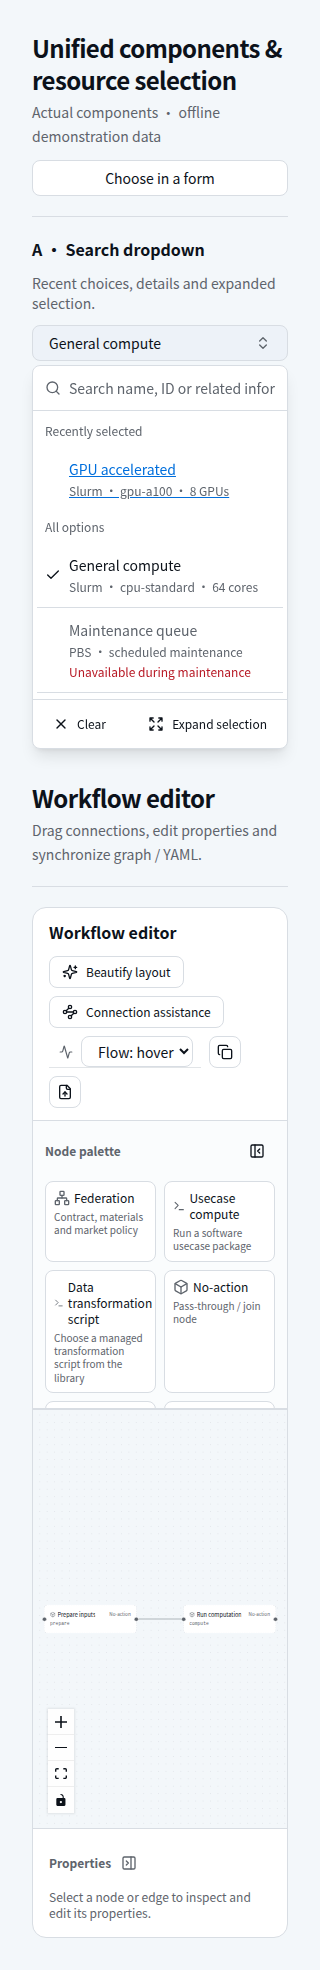 Unified components &
resource selection
Actual components • offline
demonstration data
Choose in a form
A • Search dropdown
Recent choices, details and expanded
selection.
General compute
Search name, ID or related infor
Recently selected
GPU accelerated
Slurm • gpu-a100 • 8 GPUs
All options
General compute
Slurm • cpu-standard • 64 cores
Maintenance queue
PBS • scheduled maintenance
Unavailable during maintenance
Clear
Expand selection
Workflow editor
Drag connections, edit properties and
synchronize graph / YAML.
Workflow editor
Beautify layout
Connection assistance
Flow: hover
Node palette
Federation
Contract, materials
and market policy
Usecase
compute
Run a software
usecase package
Data
transformation
script
Choose a managed
transformation
script from the
library
No-action
Pass-through / join
node
Prepare inputs
No-action
prepare
Run computation
No-action
compute
Properties
Select a node or edge to inspect and
edit its properties.